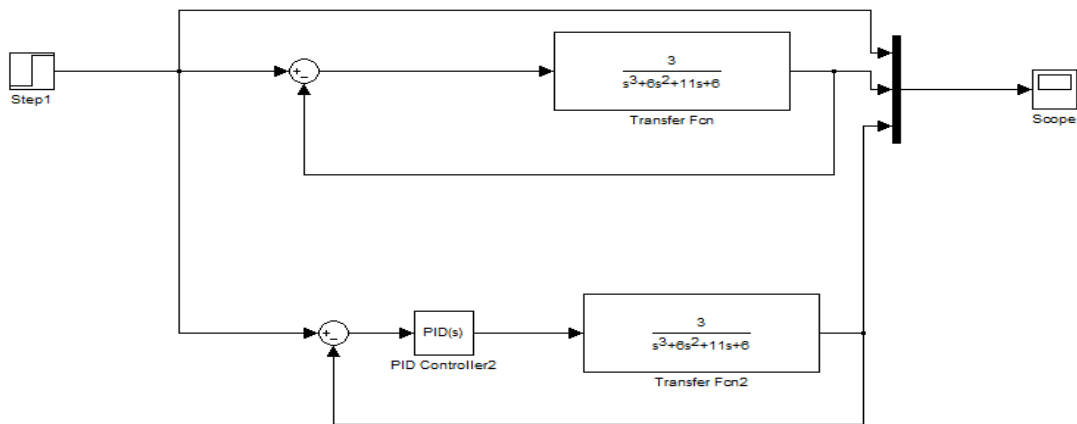 Step1
+
−
3
s³+6s²+11s+6
Transfer Fcn
Scope
+
−
PID(s)
PID Controller2
3
s³+6s²+11s+6
Transfer Fcn2